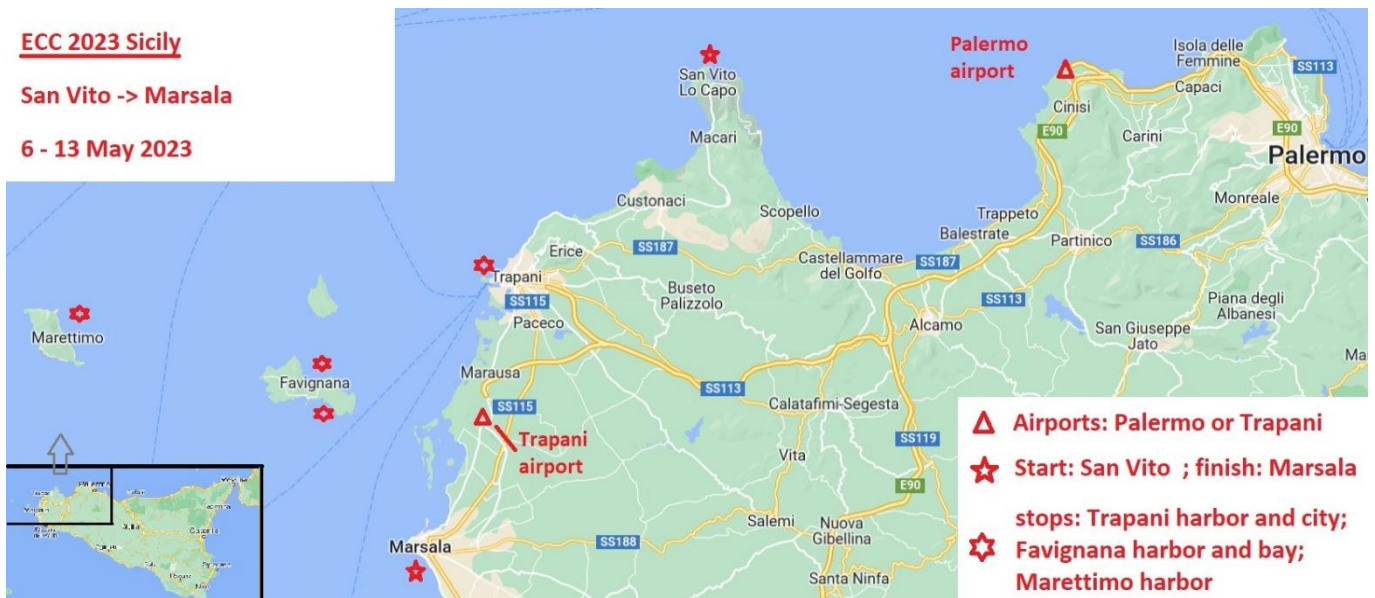 ECC 2023 Sicily
San Vito -> Marsala
6 - 13 May 2023
San Vito
Lo Capo
Macari
Custonaci
Scopello
Erice
SS187
Trapani
SS115
Paceco
Buseto
Palizzolo
Castellammare
del Golfo
SS187
Palermo
airport
Isola delle
Femmine
SS113
Capaci
Cinisi
E90
Carini
E90
Palermo
Monreale
Trappeto
Balestrate
Partinico
SS186
SS113
Alcamo
Piana degli
Albanesi
San Giuseppe
Jato
Marettimo
Favignana
Marausa
SS115
SS113
Trapani
airport
Calatafimi-Segesta
SS119
Vita
E90
Salemi
Nuova
Gibellina
Santa Ninfa
Marsala
SS188
Airports: Palermo or Trapani
Start: San Vito ; finish: Marsala
stops: Trapani harbor and city;
Favignana harbor and bay;
Marettimo harbor